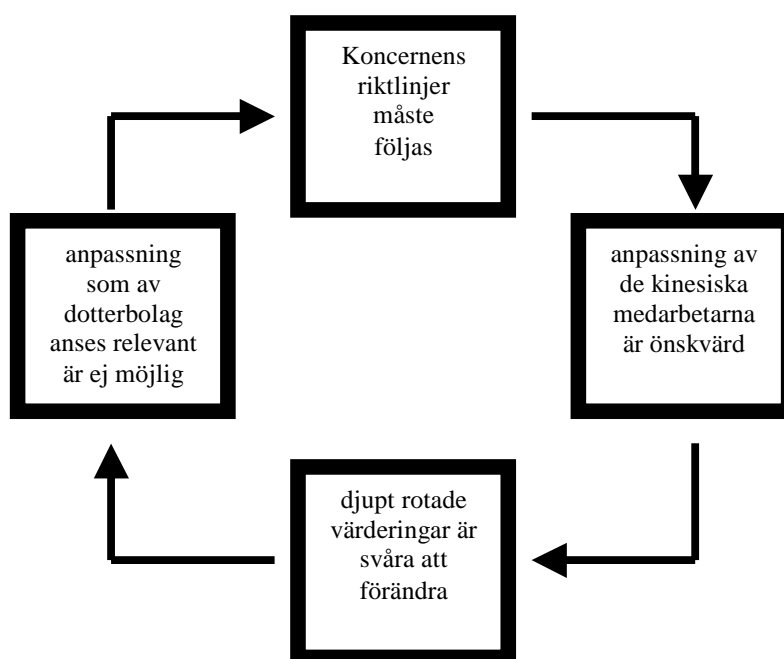 Koncernens
riktlinjer
måste
följas
anpassning
som av
dotterbolag
anses relevant
är ej möjlig
anpassning av
de kinesiska
medarbetarna
är önskvärd
djupt rotade
värderingar är
svåra att
förändra